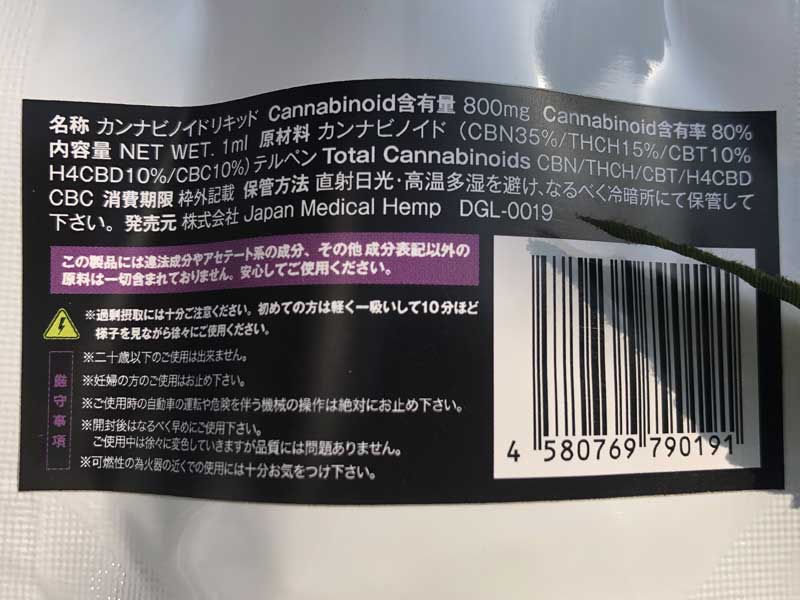 名称 カンナビノイドリキッド Cannabinoid含有量 800mg Cannabinoid含有率 80%
内容量 NET WET. 1ml 原材料 カンナビノイド（CBN35%/THCH15%/CBT10%
H4CBD10%/CBC10%）テルペン Total Cannabinoids CBN/THCH/CBT/H4CBD
CBC 消費期限 枠外記載 保管方法 直射日光・高温多湿を避け、なるべく冷暗所にて保管して
下さい。発売元 株式会社 Japan Medical Hemp DGL-0019
この製品には違法成分やアセテート系の成分、その他 成分表記以外の
原料は一切含まれておりません。安心してご使用ください。
※過剰摂取には十分ご注意ください。初めての方は軽く一吸いして10分ほど
様子を見ながら徐々にご使用ください。
厳守事項
※二十歳以下のご使用は出来ません。
※妊婦の方のご使用はお止め下さい。
※ご使用時の自動車の運転や危険を伴う機械の操作は絶対にお止め下さい。
※開封後はなるべく早めにご使用下さい。
ご使用中は徐々に変色していきますが品質には問題ありません。
※可燃性の為火器の近くでの使用には十分お気をつけ下さい。
4 580769 790191